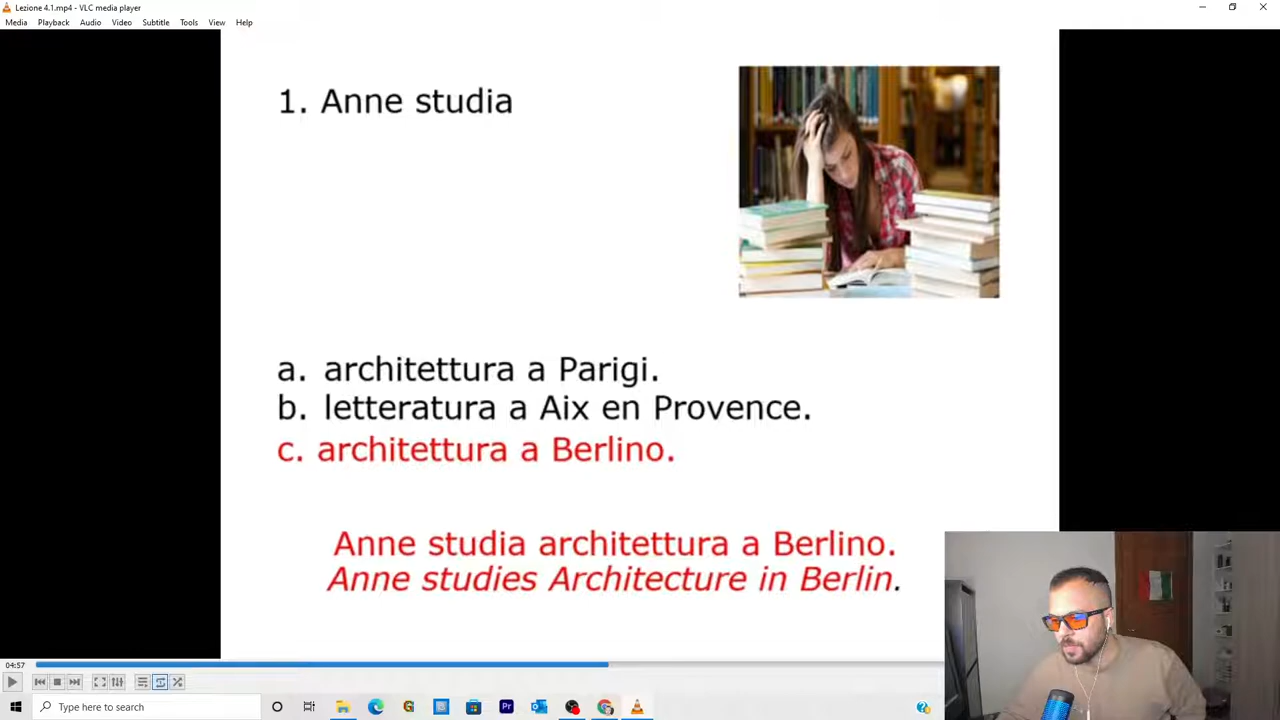 Lezione 4.1.mp4 - VLC media player
Media Playback Audio Video Subtitle Tools View Help
1. Anne studia
a. architettura a Parigi.
b. letteratura a Aix en Provence.
c. architettura a Berlino.
Anne studia architettura a Berlino.
Anne studies Architecture in Berlin.
04:57
Type here to search
Pr